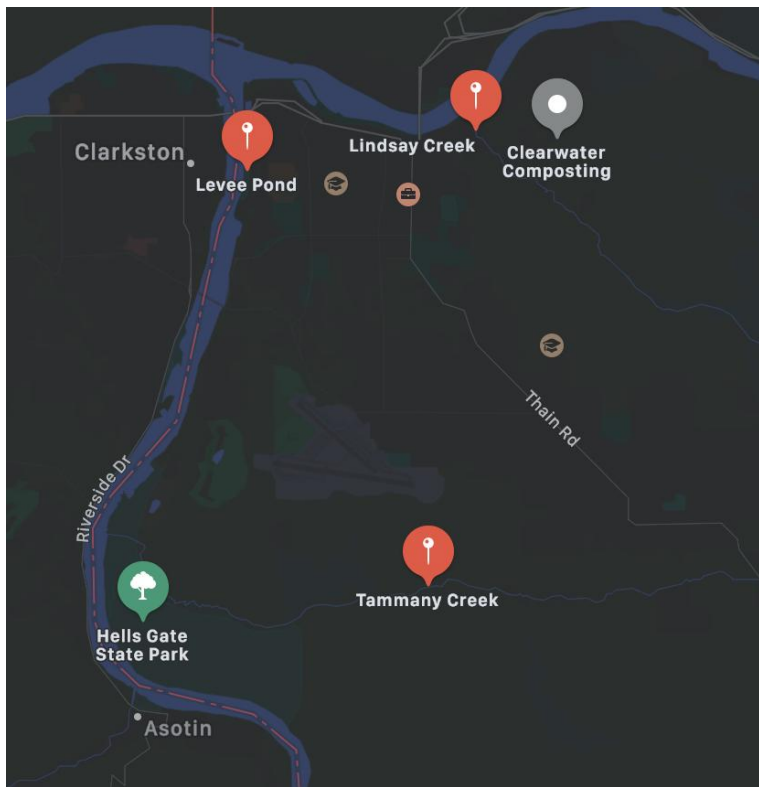 Clarkston
Levee Pond
Lindsay Creek
Clearwater
Composting
Thain Rd
Riverside Dr
Tammany Creek
Hells Gate
State Park
Asotin